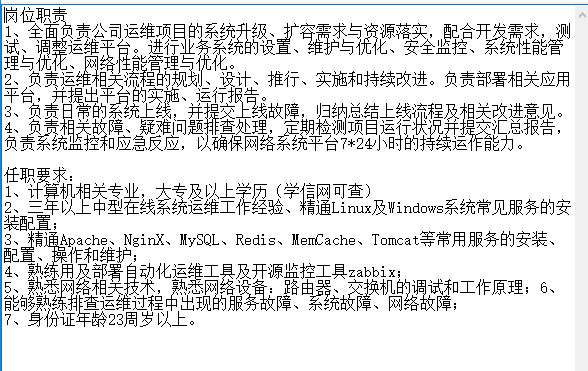 岗位职责
1、全面负责公司运维项目的系统升级、扩容需求与资源落实，配合开发需求，测
试、调整运维平台。进行业务系统的设置、维护与优化、安全监控、系统性能管
理与优化、网络性能管理与优化。
2、负责运维相关流程的规划、设计、推行、实施和持续改进。负责部署相关应用
平台，并提出平台的实施、运行报告。
3、负责日常的系统上线，并提交上线故障，归纳总结上线流程及相关改进意见。
4、负责相关故障、疑难问题排查处理，定期检测项目运行状况并提交汇总报告，
负责系统监控和应急反应，以确保网络系统平台7*24小时的持续运作能力。
任职要求：
1、计算机相关专业，大专及以上学历（学信网可查）
2、三年以上中型在线系统运维工作经验、精通Linux及Windows系统常见服务的安
装配置；
3、精通Apache、NginX、MySQL、Redis、MemCache、Tomcat等常用服务的安装、
配置、操作和维护；
4、熟练用及部署自动化运维工具及开源监控工具zabbix；
5、熟悉网络相关技术，熟悉网络设备：路由器、交换机的调试和工作原理；6、
能够熟练排查运维过程中出现的服务故障、系统故障、网络故障；
7、身份证年龄23周岁以上。